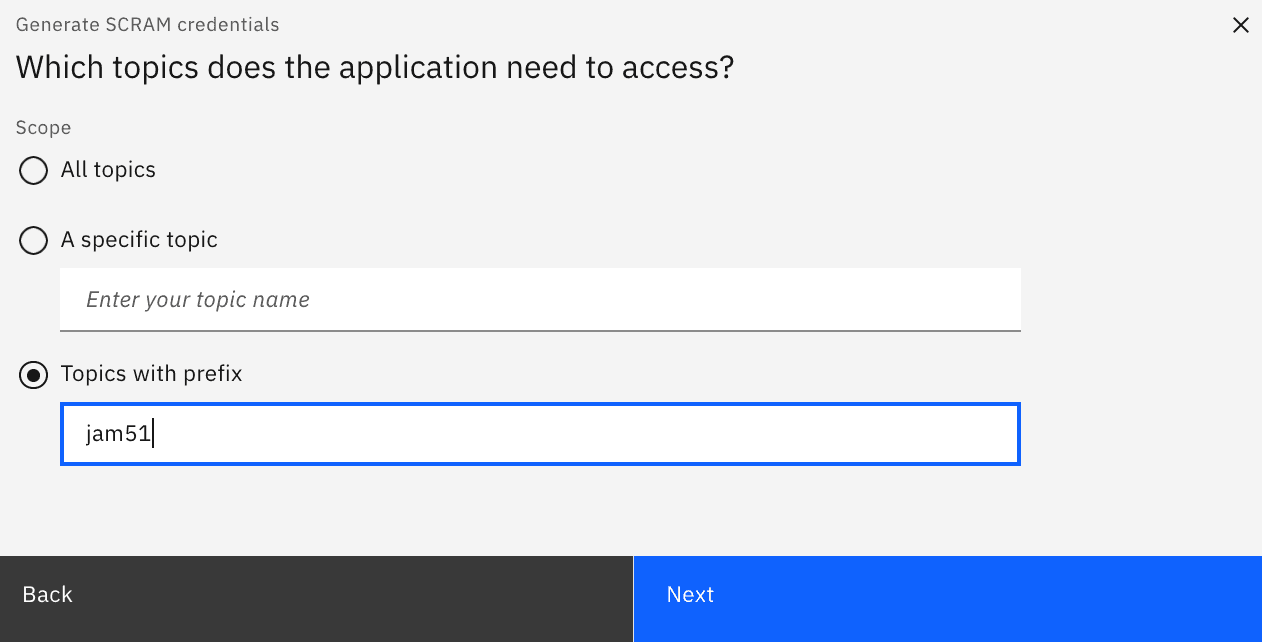 Generate SCRAM credentials
Which topics does the application need to access?
Scope
All topics
A specific topic
Enter your topic name
Topics with prefix
jam51
Back
Next